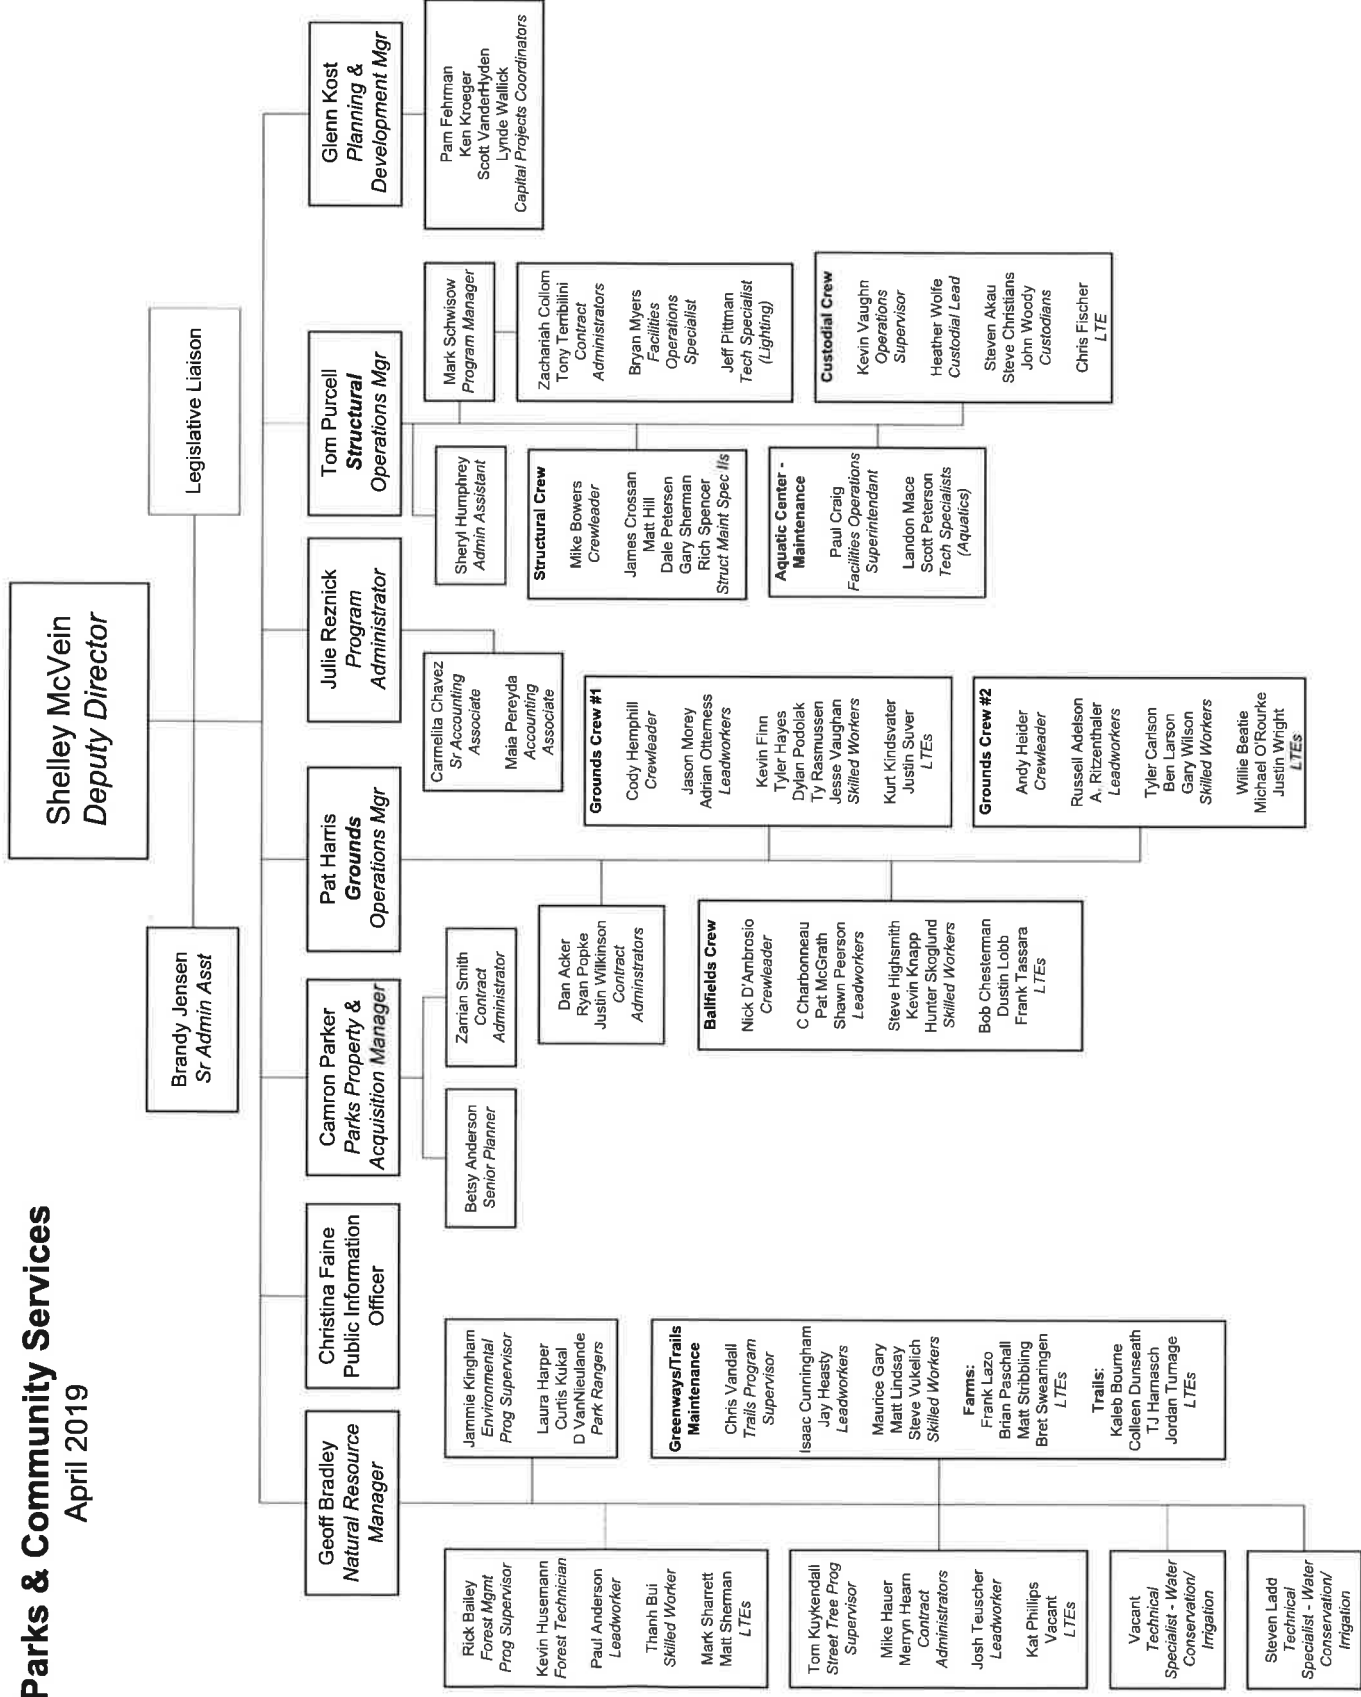 Parks & Community Services
April 2019
Shelley McVein
Deputy Director
Brandy Jensen
Sr Admin Asst
Legislative Liaison
Geoff Bradley
Natural Resource
Manager
Christina Faine
Public Information
Officer
Camron Parker
Parks Property &
Acquisition Manager
Pat Harris
Grounds
Operations Mgr
Julie Reznick
Program
Administrator
Tom Purcell
Structural
Operations Mgr
Glenn Kost
Planning &
Development Mgr
Rick Bailey
Forest Mgmt
Prog Supervisor
Kevin Husemann
Forest Technician
Paul Anderson
Leadworker
Thanh Bui
Skilled Worker
Mark Sharrett
Matt Sherman
LTEs
Tom Kuykendall
Street Tree Prog
Supervisor
Mike Hauer
Merryn Hearn
Contract
Administrators
Josh Teuscher
Leadworker
Kat Phillips
Vacant
LTEs
Vacant
Technical
Specialist - Water
Conservation/
Irrigation
Steven Ladd
Technical
Specialist - Water
Conservation/
Irrigation
Jammie Kingham
Environmental
Prog Supervisor
Laura Harper
Curtis Kukal
D VanNieulande
Park Rangers
Greenways/Trails
Maintenance
Chris Vandall
Trails Program
Supervisor
Isaac Cunningham
Jay Heasty
Leadworkers
Maurice Gary
Matt Lindsay
Steve Vukelich
Skilled Workers
Farms:
Frank Lazo
Brian Paschall
Matt Stribbling
Bret Swearingen
LTEs
Trails:
Kaleb Bourne
Colleen Dunseath
TJ Harnasch
Jordan Turnage
LTEs
Betsy Anderson
Senior Planner
Zarrian Smith
Contract
Administrator
Dan Acker
Ryan Popke
Justin Wilkinson
Contract
Adminstrators
Ballfields Crew
Nick D'Ambrosio
Crewleader
C Charbonneau
Pat McGrath
Shawn Peerson
Leadworkers
Steve Highsmith
Kevin Knapp
Hunter Skoglund
Skilled Workers
Bob Chesterman
Dustin Lobb
Frank Tassara
LTEs
Grounds Crew #1
Cody Hemphill
Crewleader
Jason Morey
Adrian Otterness
Leadworkers
Kevin Finn
Tyler Hayes
Dylan Podolak
Ty Rasmussen
Jesse Vaughan
Skilled Workers
Kurt Kindsvater
Justin Suver
LTEs
Grounds Crew #2
Andy Heider
Crewleader
Russell Adelson
A. Ritzenthaler
Leadworkers
Tyler Carlson
Ben Larson
Gary Wilson
Skilled Workers
Willie Beatie
Michael O'Rourke
Justin Wright
LTEs
Carmelita Chavez
Sr Accounting
Associate
Maia Pereyda
Accounting
Associate
Sheryl Humphrey
Admin Assistant
Structural Crew
Mike Bowers
Crewleader
James Crossan
Matt Hill
Dale Petersen
Gary Sherman
Rich Spencer
Struct Maint Spec IIs
Aquatic Center -
Maintenance
Paul Craig
Facilities Operations
Superintendant
Landon Mace
Scott Peterson
Tech Specialists
(Aquatics)
Mark Schwisow
Program Manager
Zachariah Collom
Tony Terribilini
Contract
Administrators
Bryan Myers
Facilities
Operations
Specialist
Jeff Pittman
Tech Specialist
(Lighting)
Custodial Crew
Kevin Vaughn
Operations
Supervisor
Heather Wolfe
Custodial Lead
Steven Akau
Steve Christians
John Woody
Custodians
Chris Fischer
LTE
Pam Fehrman
Ken Kroeger
Scott VanderHyden
Lynde Wallick
Capital Projects Coordinators